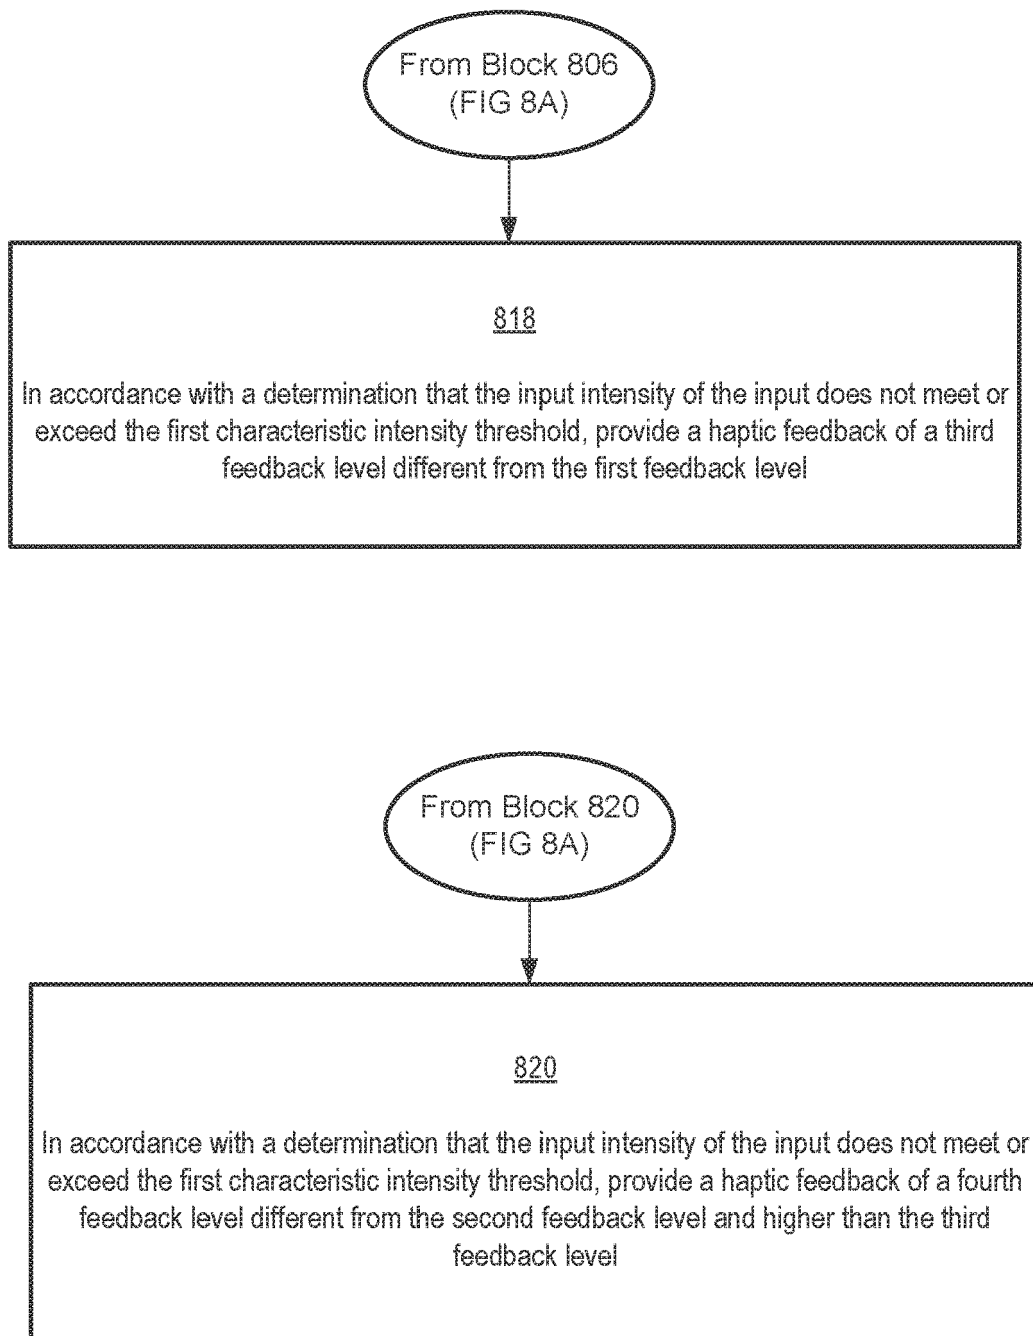 From Block 806
(FIG 8A)
818
In accordance with a determination that the input intensity of the input does not meet or
exceed the first characteristic intensity threshold, provide a haptic feedback of a third
feedback level different from the first feedback level
From Block 820
(FIG 8A)
820
In accordance with a determination that the input intensity of the input does not meet or
exceed the first characteristic intensity threshold, provide a haptic feedback of a fourth
feedback level different from the second feedback level and higher than the third
feedback level